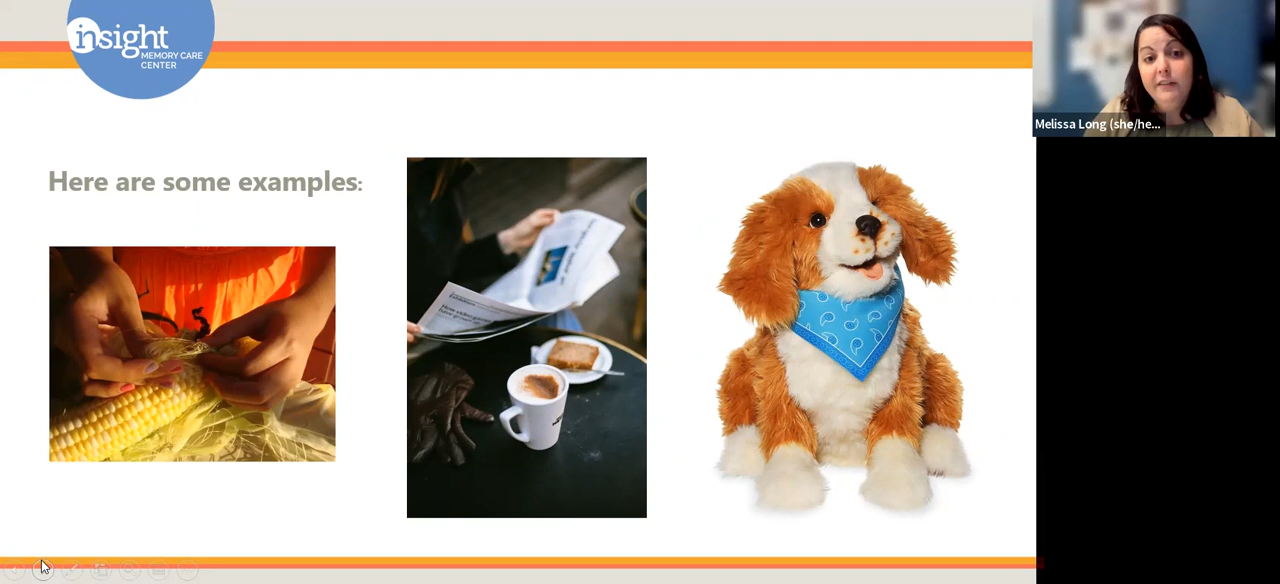 insight
MEMORY CARE
CENTER
Melissa Long (she/he...
Here are some examples: